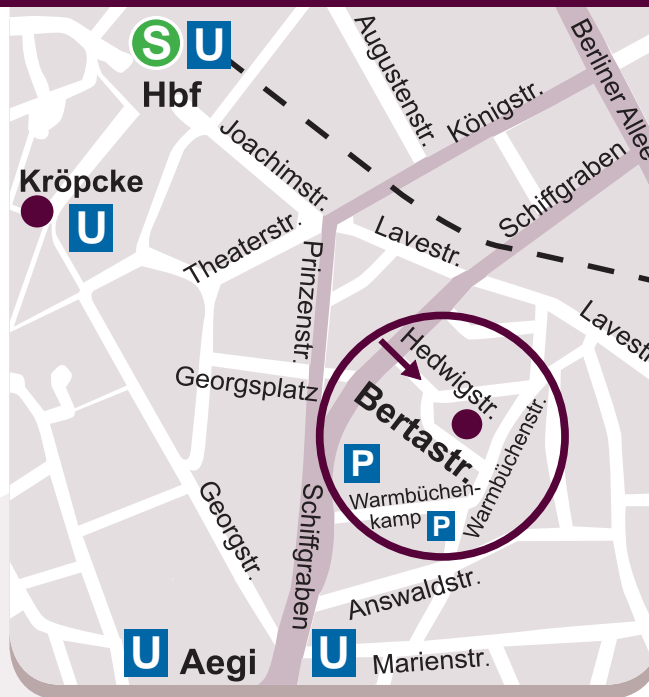 S U
Hbf
Augustenstr.
Berliner Allee
Königstr.
Joachimstr.
Schiffgraben
Kröpcke
U
Theaterstr.
Lavestr.
Prinzenstr.
Lavestr
Georgsplatz
Hedwigstr.
Bertastr.
Warmbüchenstr.
P
Warmbüchen-
kamp P
Georgstr.
Schiffgraben
Answaldstr.
U Aegi U
Marienstr.